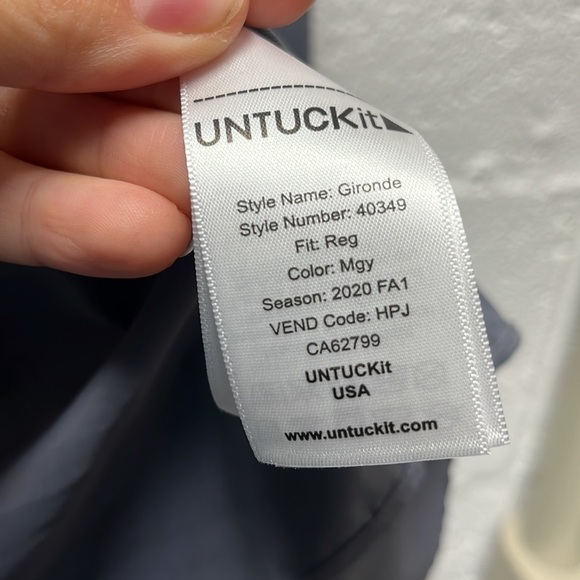 UNTUCKit
Style Name: Gironde
Style Number: 40349
Fit: Reg
Color: Mgy
Season: 2020 FA1
VEND Code: HPJ
CA62799
UNTUCKit
USA
www.untuckit.com